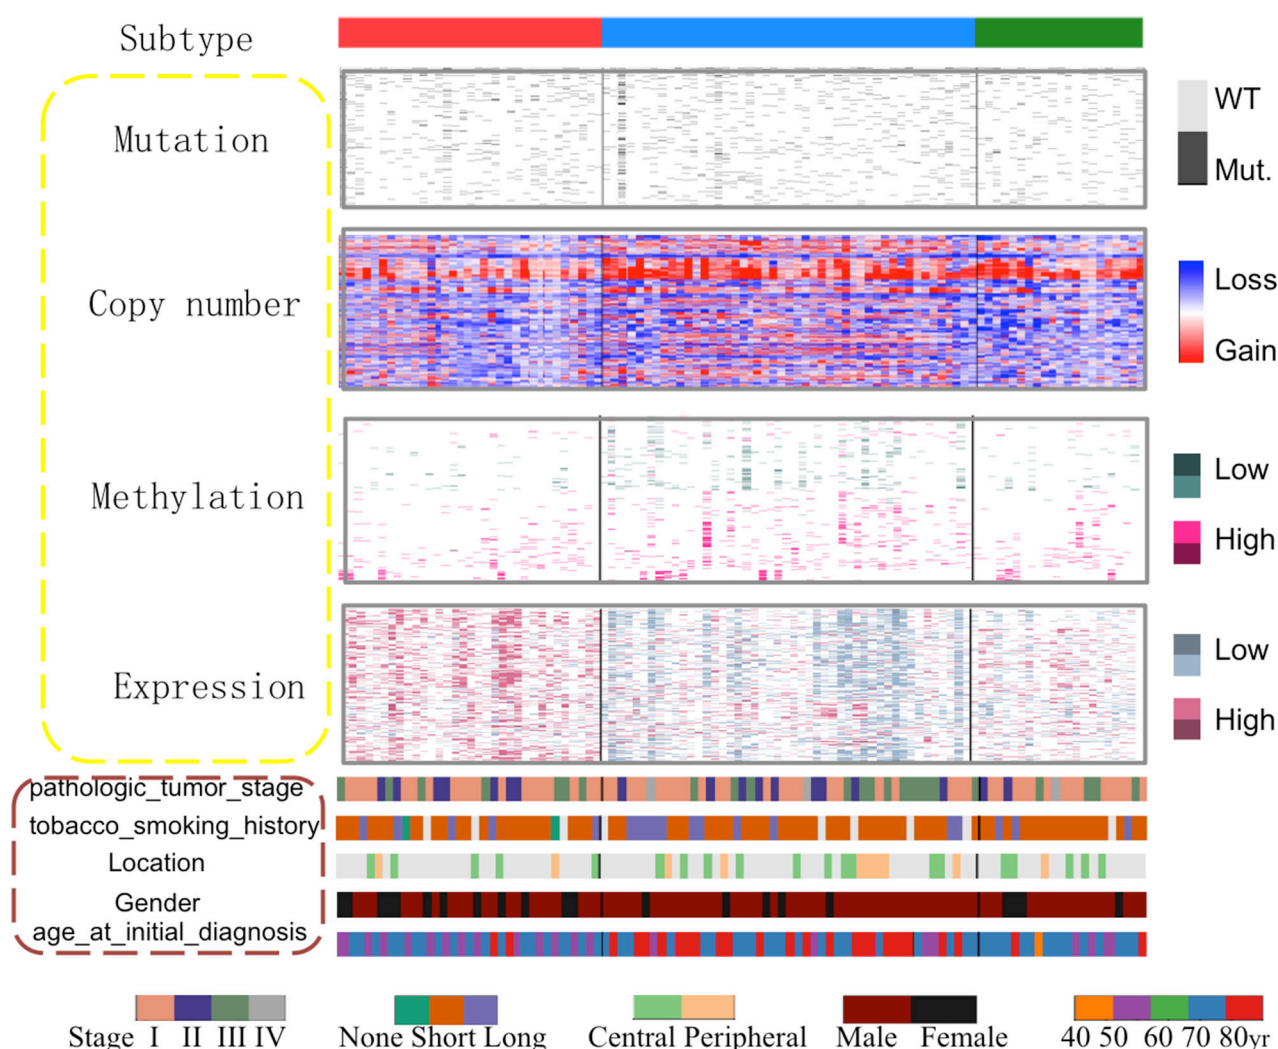 Subtype
Mutation
WT
Mut.
Copy number
Loss
Gain
Methylation
Low
High
Expression
Low
High
pathologic_tumor_stage
tobacco_smoking_history
Location
Gender
age_at_initial_diagnosis
Stage I II III IV
None Short Long
Central Peripheral
Male Female
40 50 60 70 80yr